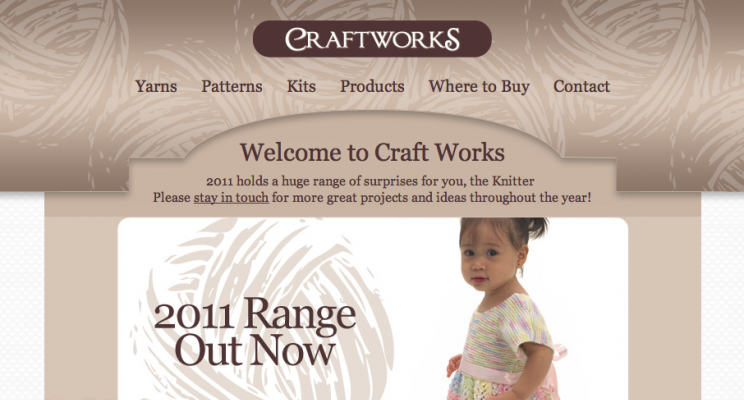 CRAFTWORKS
Yarns Patterns Kits Products Where to Buy Contact
Welcome to Craft Works
2011 holds a huge range of surprises for you, the Knitter
Please stay in touch for more great projects and ideas throughout the year!
2011 Range
Out Now